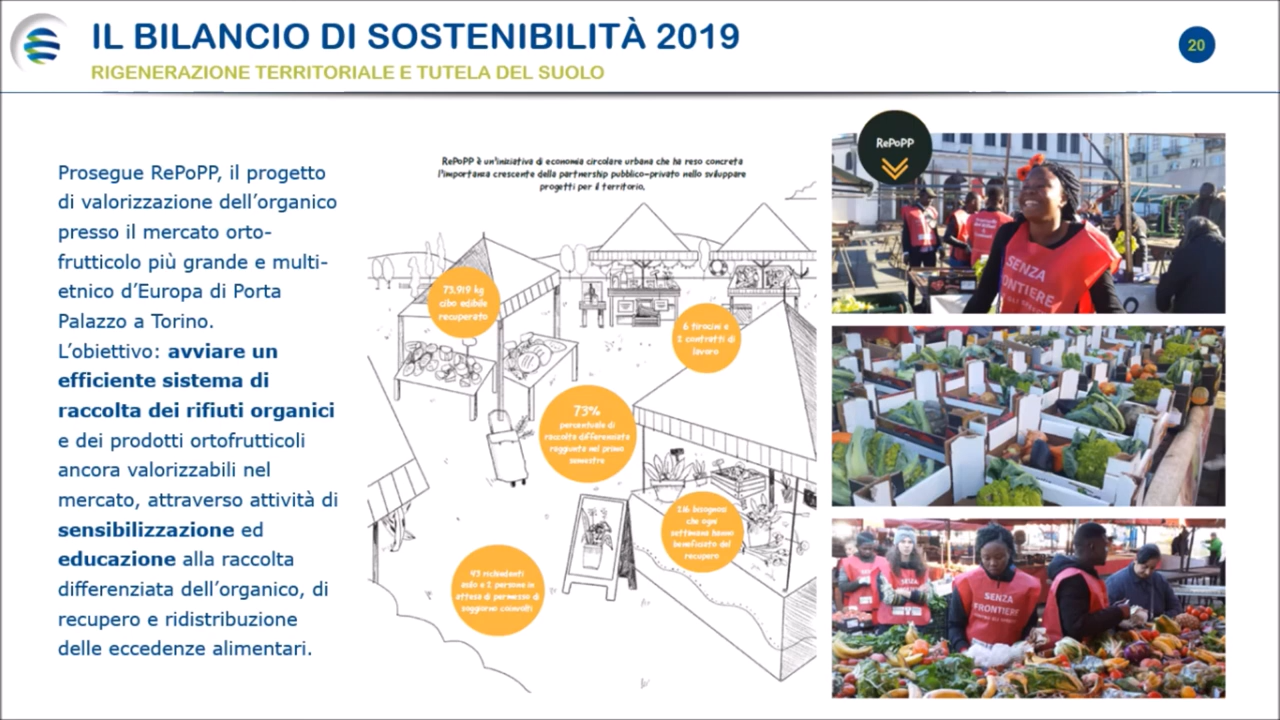 IL BILANCIO DI SOSTENIBILITÀ 2019
RIGENERAZIONE TERRITORIALE E TUTELA DEL SUOLO
20
Prosegue RePoPP, il progetto
di valorizzazione dell'organico
presso il mercato orto-
frutticolo più grande e multi-
etnico d'Europa di Porta
Palazzo a Torino.
L'obiettivo: avviare un
efficiente sistema di
raccolta dei rifiuti organici
e dei prodotti ortofrutticoli
ancora valorizzabili nel
mercato, attraverso attività di
sensibilizzazione ed
educazione alla raccolta
differenziata dell'organico, di
recupero e ridistribuzione
delle eccedenze alimentari.
RePoPP è un'iniziativa di economia circolare urbana che ha reso concreta
l'importanza crescente della partnership pubblico-privato nello sviluppare
progetti per il territorio.
73.919 kg
cibo edibile
recuperato
6 tirocini e
2 contratti di
lavoro
73%
percentuale di
raccolta differenziata
raggiunta nel primo
semestre
bisognosi
che ogni
settimana hanno
beneficiato del
recupero
43 richiedenti
asilo e 2 persone in
attesa di permesso di
soggiorno coinvolti
RePoPP
SENZA
FRONTIERE
SENZA
FRONTIERE